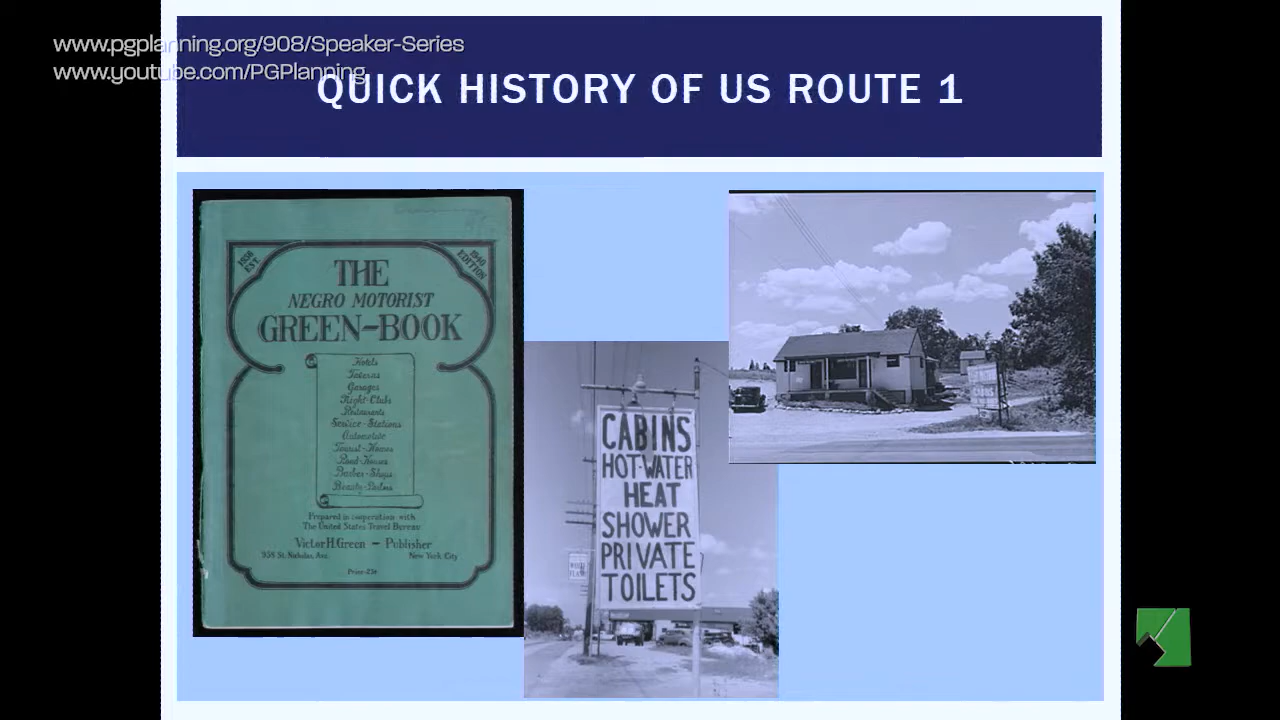 www.pgplanning.org/908/Speaker-Series
www.youtube.com/PGPlanning
QUICK HISTORY OF US ROUTE 1
1936
EST.
1940
EDITION
THE
NEGRO MOTORIST
GREEN-BOOK
Hotels
Taverns
Garages
Night-Clubs
Restaurants
Service-Stations
Automotive
Tourist-Homes
Road-Houses
Barber-Shops
Beauty-Parlors
Prepared in cooperation with
The United States Travel Bureau
Victor H. Green – Publisher
938 St. Nicholas Ave. New York City
Price 25¢
CABINS
HOT-WATER
HEAT
SHOWER
PRIVATE
TOILETS
CABINS